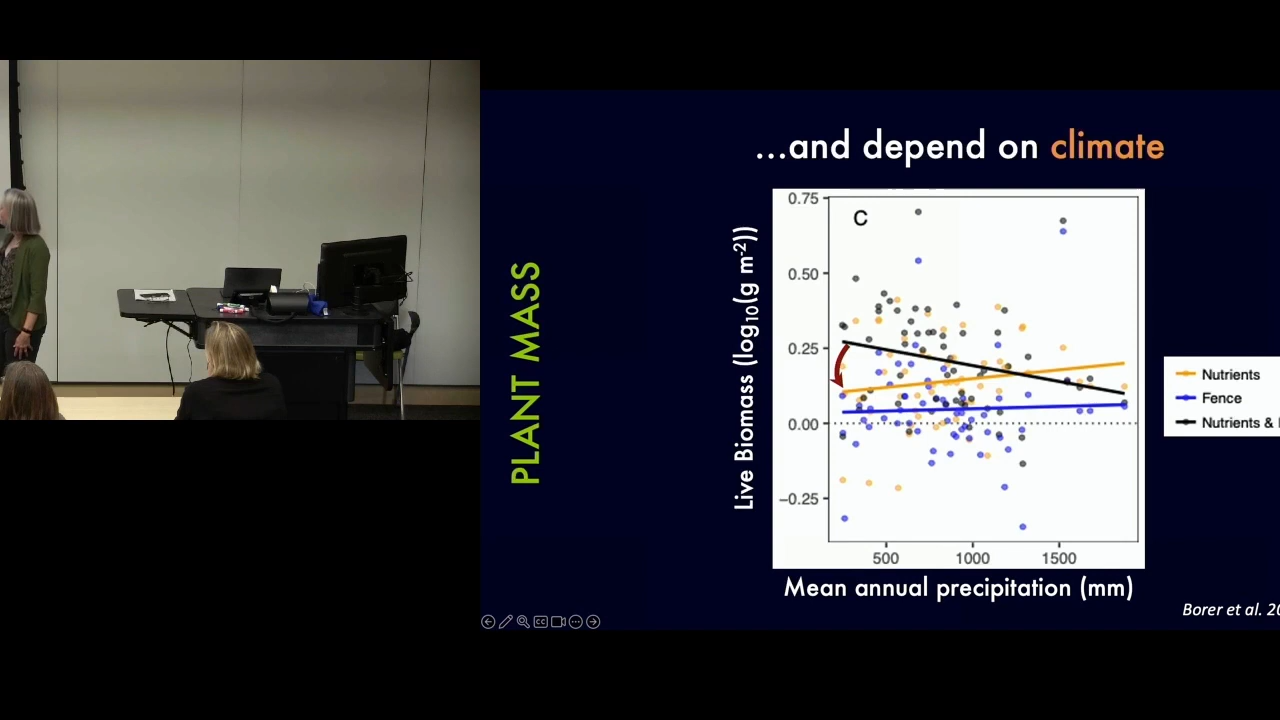 ...and depend on climate
PLANT MASS
Live Biomass (log10(g m-2))
C
0.75
0.50
0.25
0.00
−0.25
500 1000 1500
Mean annual precipitation (mm)
Nutrients
Fence
Nutrients &
Borer et al. 20
CC